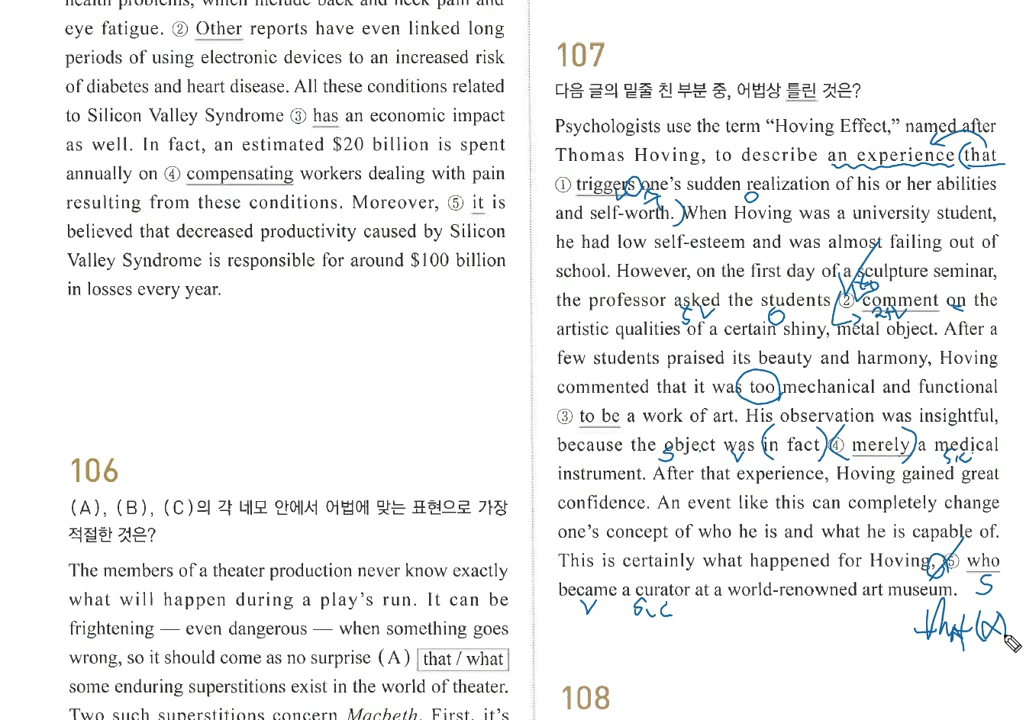 health problems, which include back and neck pain and
eye fatigue. ② Other reports have even linked long
periods of using electronic devices to an increased risk
of diabetes and heart disease. All these conditions related
to Silicon Valley Syndrome ③ has an economic impact
as well. In fact, an estimated $20 billion is spent
annually on ④ compensating workers dealing with pain
resulting from these conditions. Moreover, ⑤ it is
believed that decreased productivity caused by Silicon
Valley Syndrome is responsible for around $100 billion
in losses every year.
106
(A), (B), (C)의 각 네모 안에서 어법에 맞는 표현으로 가장
적절한 것은?
The members of a theater production never know exactly
what will happen during a play's run. It can be
frightening — even dangerous — when something goes
wrong, so it should come as no surprise (A) that / what
some enduring superstitions exist in the world of theater.
Two such superstitions concern Macbeth. First, it's
107
다음 글의 밑줄 친 부분 중, 어법상 틀린 것은?
Psychologists use the term “Hoving Effect,” named after
Thomas Hoving, to describe an experience that
① triggers one's sudden realization of his or her abilities
and self-worth. When Hoving was a university student,
he had low self-esteem and was almost failing out of
school. However, on the first day of a sculpture seminar,
to
the professor asked the students ② comment on the
S V O
artistic qualities of a certain shiny, metal object. After a
few students praised its beauty and harmony, Hoving
commented that it was too mechanical and functional
③ to be a work of art. His observation was insightful,
because the object was in fact ④ merely a medical
S V S.C
instrument. After that experience, Hoving gained great
confidence. An event like this can completely change
one's concept of who he is and what he is capable of.
This is certainly what happened for Hoving, ⑤ who
S
became a curator at a world-renowned art museum.
V S.C
that(x)
108